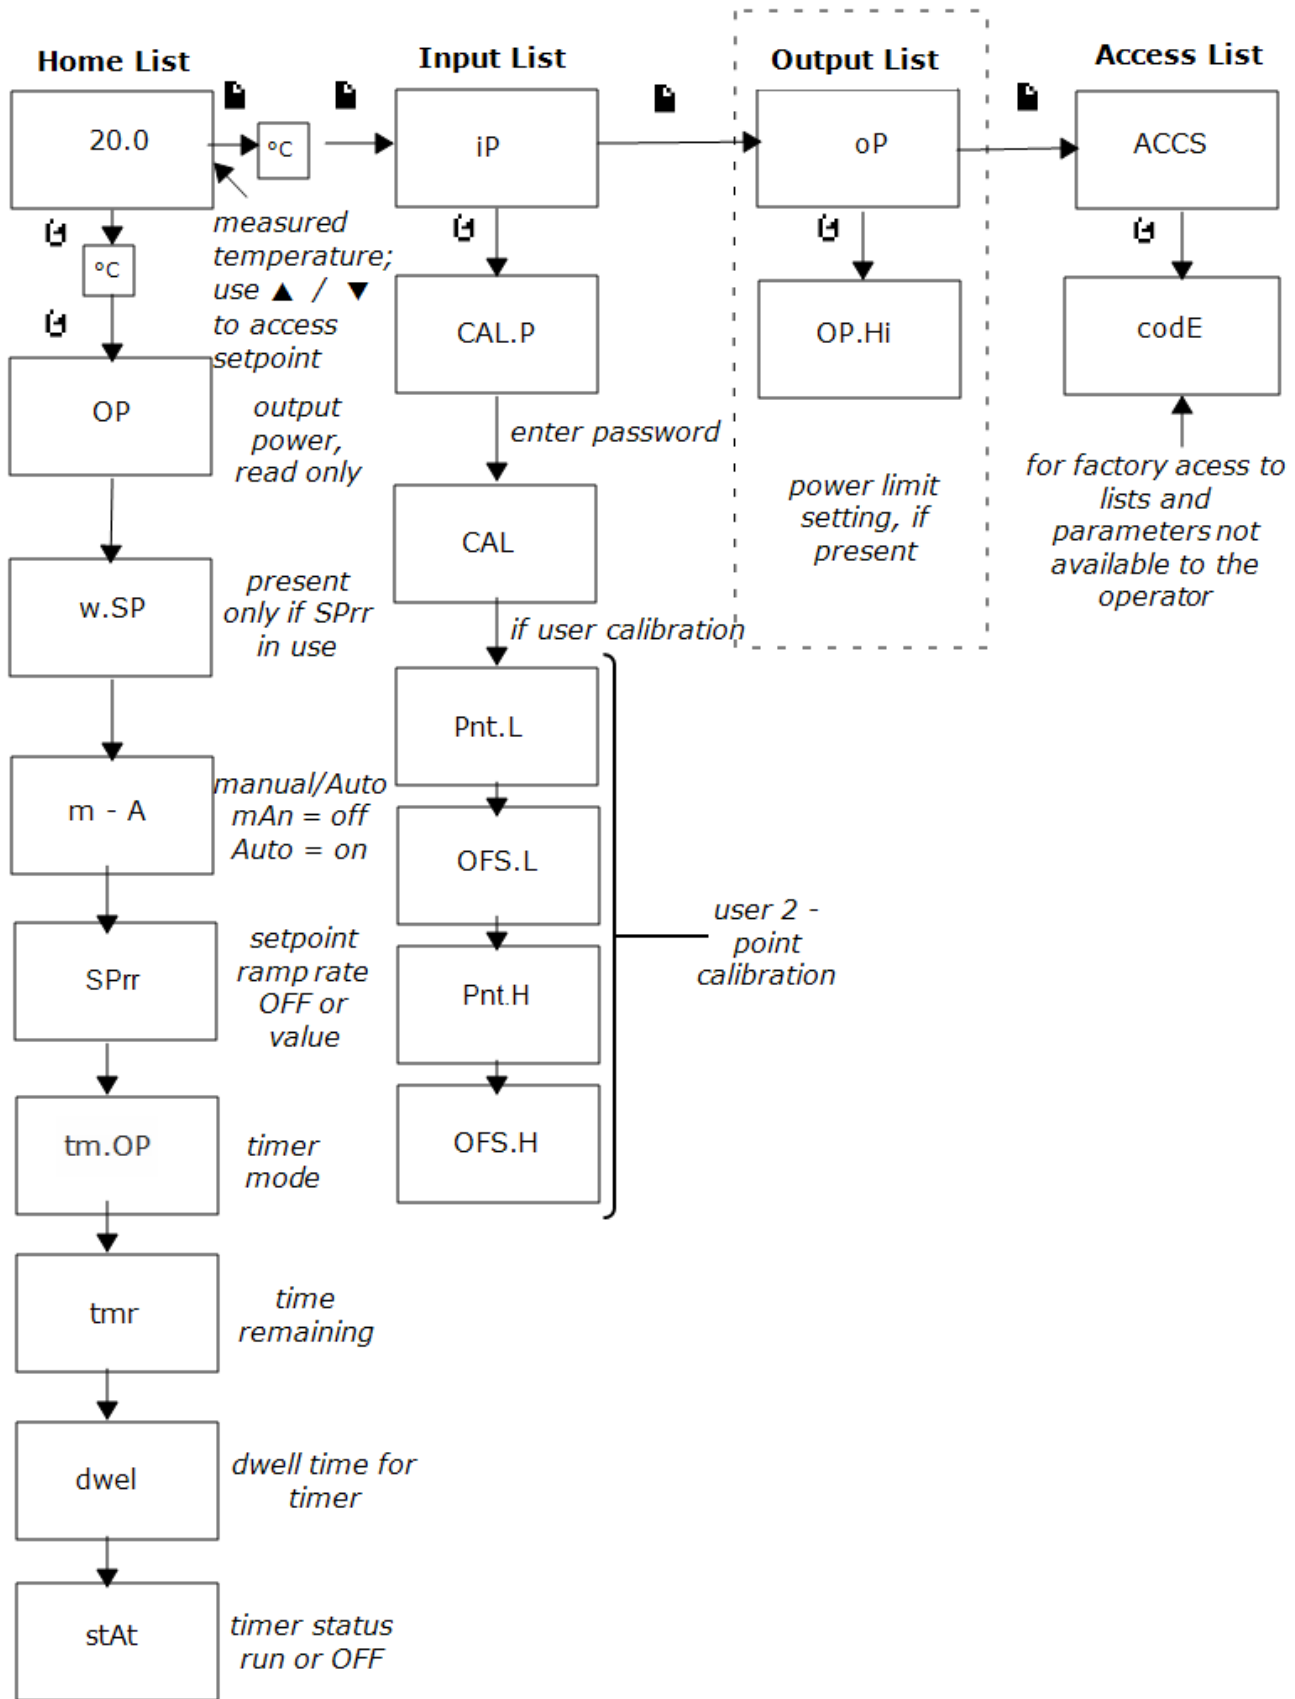 Home List
20.0
°C
measured
temperature;
use ▲ / ▼
to access
setpoint
°C
OP
output
power,
read only
w.SP
present
only if SPrr
in use
m - A
manual/Auto
mAn = off
Auto = on
SPrr
setpoint
ramp rate
OFF or
value
tm.OP
timer
mode
tmr
time
remaining
dwel
dwell time for
timer
stAt
timer status
run or OFF
Input List
iP
CAL.P
enter password
CAL
if user calibration
Pnt.L
OFS.L
Pnt.H
OFS.H
user 2 -
point
calibration
Output List
oP
OP.Hi
power limit
setting, if
present
Access List
ACCS
codE
for factory acess to
lists and
parameters not
available to the
operator